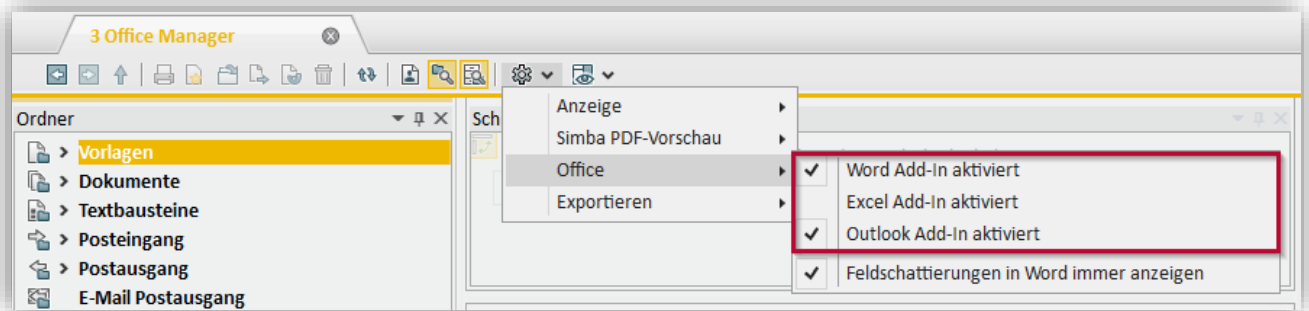 3 Office Manager
Ordner
Sch
Vorlagen
Dokumente
Textbausteine
Posteingang
Postausgang
E-Mail Postausgang
Anzeige
Simba PDF-Vorschau
Office
Exportieren
Word Add-In aktiviert
Excel Add-In aktiviert
Outlook Add-In aktiviert
Feldschattierungen in Word immer anzeigen